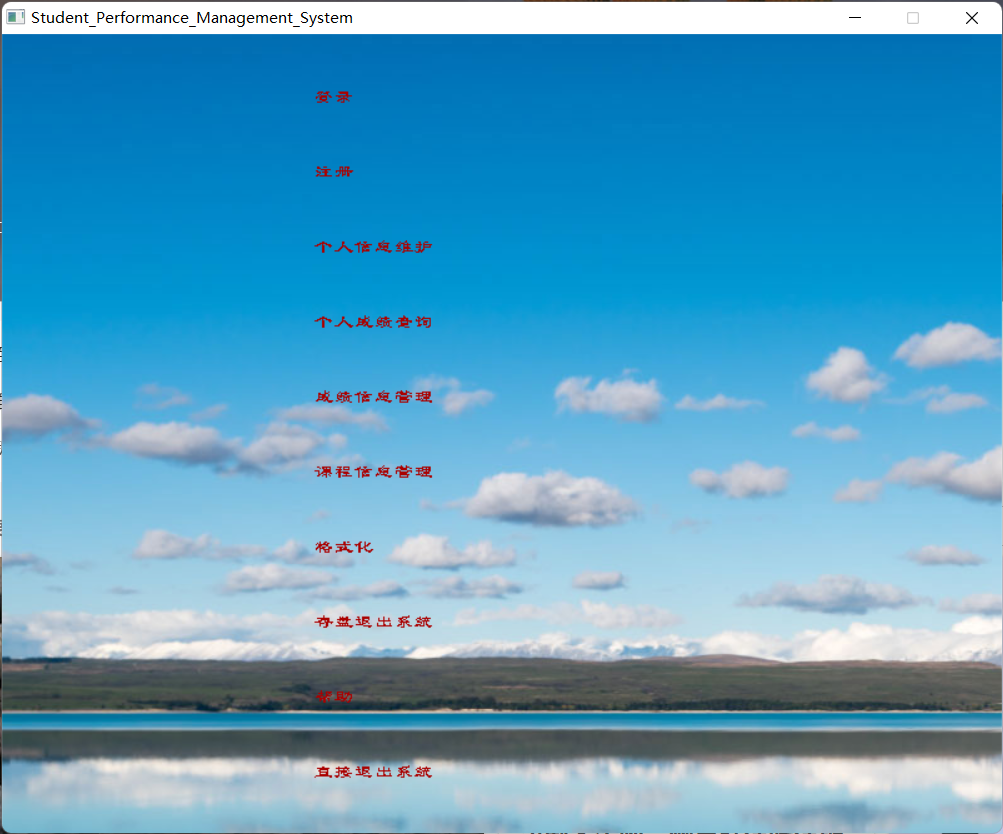 Student_Performance_Management_System
登录
注册
个人信息维护
个人成绩查询
成绩信息管理
课程信息管理
格式化
存盘退出系统
帮助
直接退出系统